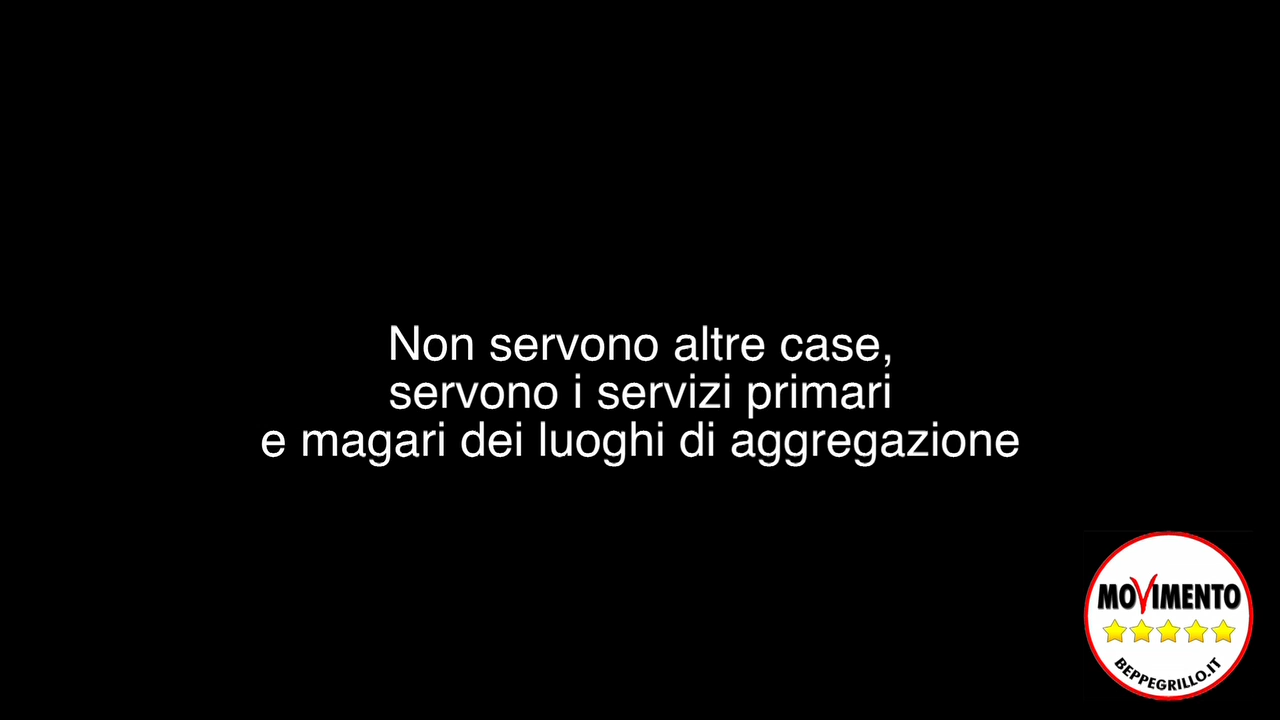 Non servono altre case,
servono i servizi primari
e magari dei luoghi di aggregazione
MOVIMENTO
BEPPEGRILLO.IT